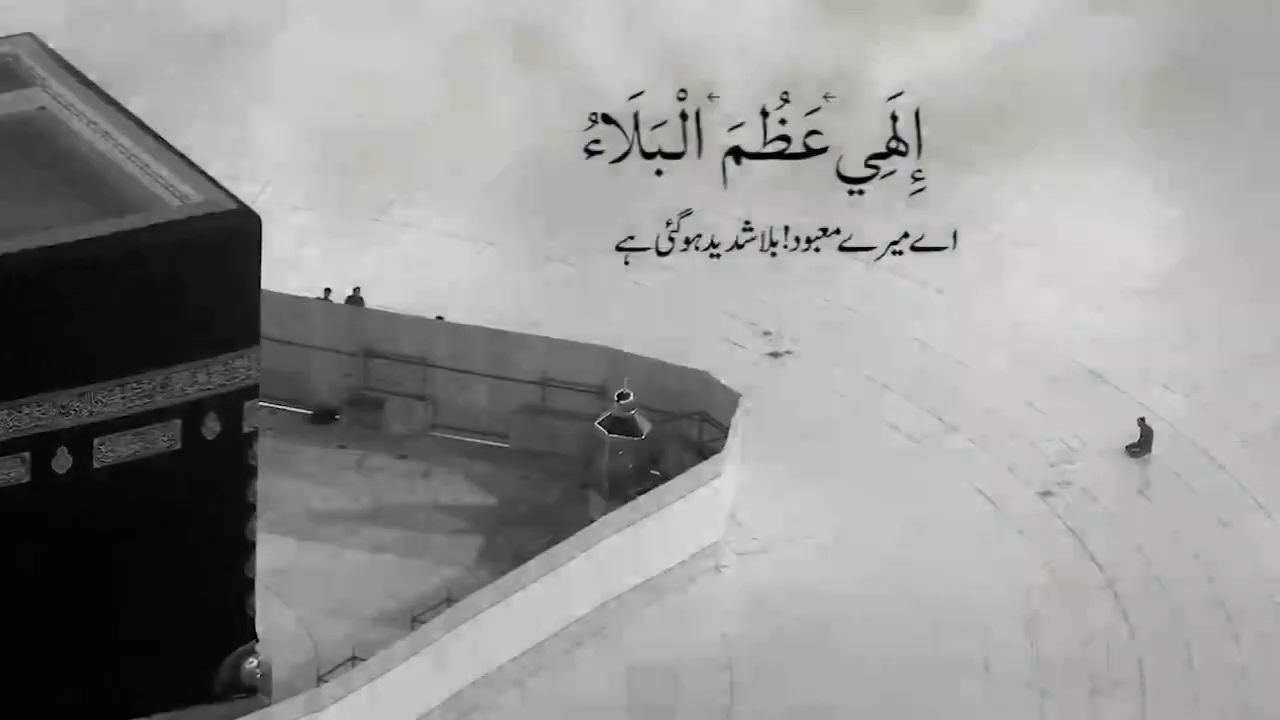 إِلَهِي عَظُمَ الْبَلَاءُ
اے میرے معبود! بلا شدید ہوگئی ہے